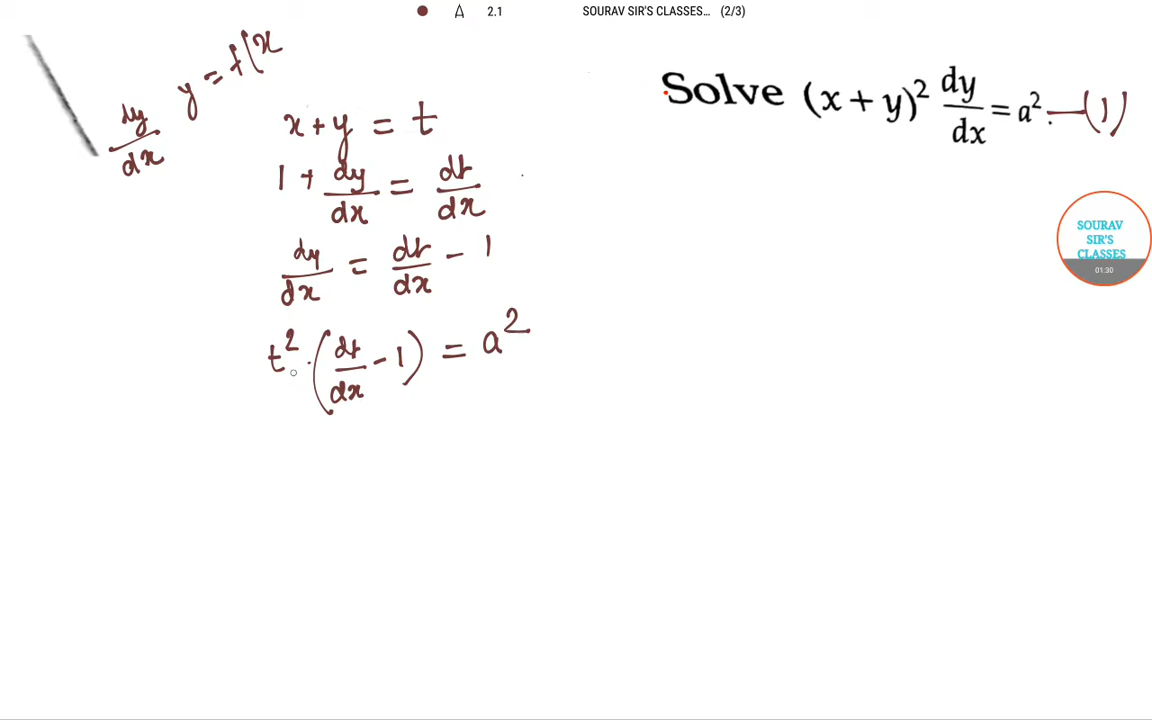 A 2.1 SOURAV SIR'S CLASSES... (2/3)
dy/dx y = f(x
Solve (x + y)² dy/dx = a². —(1)
x + y = t
1 + dy/dx = dt/dx
dy/dx = dt/dx - 1
t² · (dt/dx - 1) = a²
SOURAV
SIR'S
CLASSES
01:30